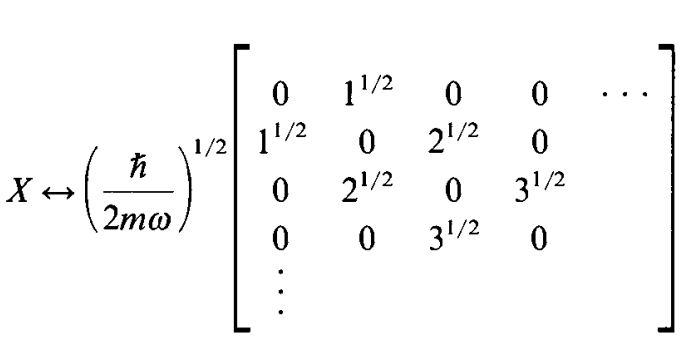 X ↔ (ℏ / 2mω)^{1/2} [
0 1^{1/2} 0 0 ⋯
1^{1/2} 0 2^{1/2} 0
0 2^{1/2} 0 3^{1/2}
0 0 3^{1/2} 0
⋮
]